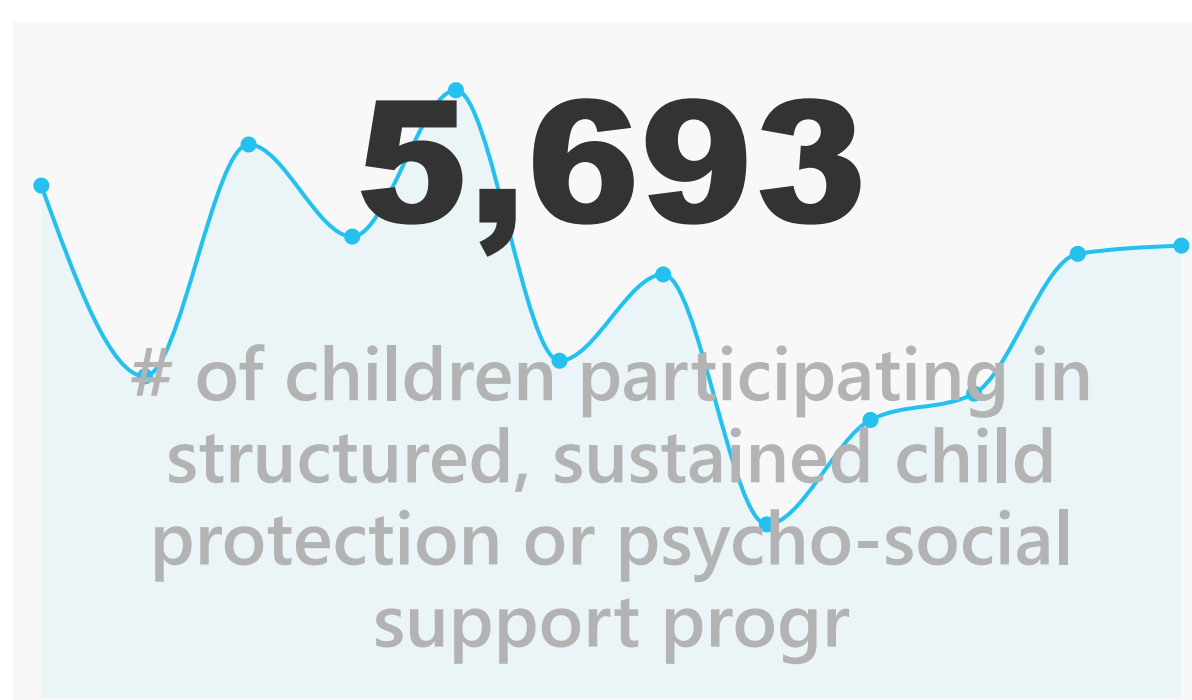 5,693
# of children participating in
structured, sustained child
protection or psycho-social
support progr